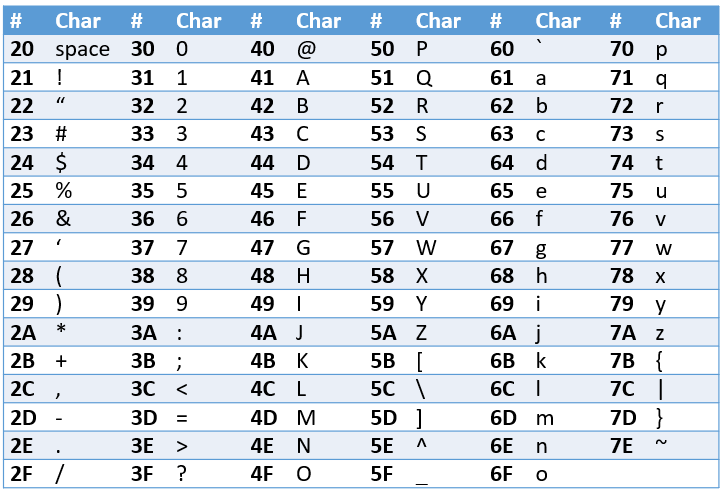 # Char # Char # Char # Char # Char # Char
20 space 30 0 40 @ 50 P 60 ` 70 p
21 ! 31 1 41 A 51 Q 61 a 71 q
22 “ 32 2 42 B 52 R 62 b 72 r
23 # 33 3 43 C 53 S 63 c 73 s
24 $ 34 4 44 D 54 T 64 d 74 t
25 % 35 5 45 E 55 U 65 e 75 u
26 & 36 6 46 F 56 V 66 f 76 v
27 ‘ 37 7 47 G 57 W 67 g 77 w
28 ( 38 8 48 H 58 X 68 h 78 x
29 ) 39 9 49 I 59 Y 69 i 79 y
2A * 3A : 4A J 5A Z 6A j 7A z
2B + 3B ; 4B K 5B [ 6B k 7B {
2C , 3C < 4C L 5C \ 6C l 7C |
2D - 3D = 4D M 5D ] 6D m 7D }
2E . 3E > 4E N 5E ^ 6E n 7E ~
2F / 3F ? 4F O 5F _ 6F o